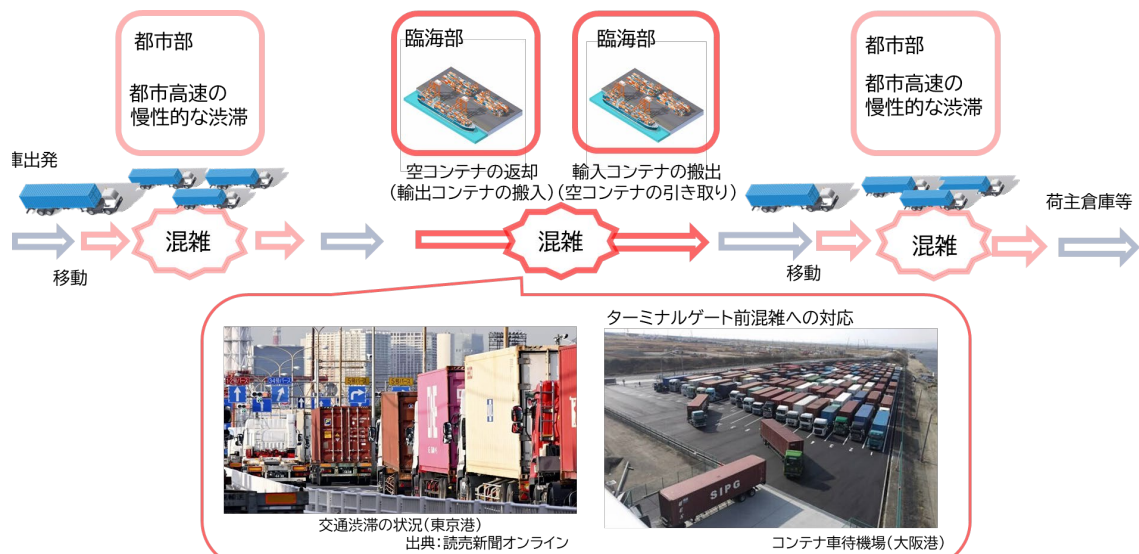 都市部
都市高速の
慢性的な渋滞
臨海部
臨海部
都市部
都市高速の
慢性的な渋滞
空コンテナの返却
(輸出コンテナの搬入)
輸入コンテナの搬出
(空コンテナの引き取り)
庫出発
混雑
移動
混雑
混雑
移動
荷主倉庫等
ターミナルゲート前混雑への対応
SIPG
交通渋滞の状況(東京港)
出典:読売新聞オンライン
コンテナ車待機場(大阪港)